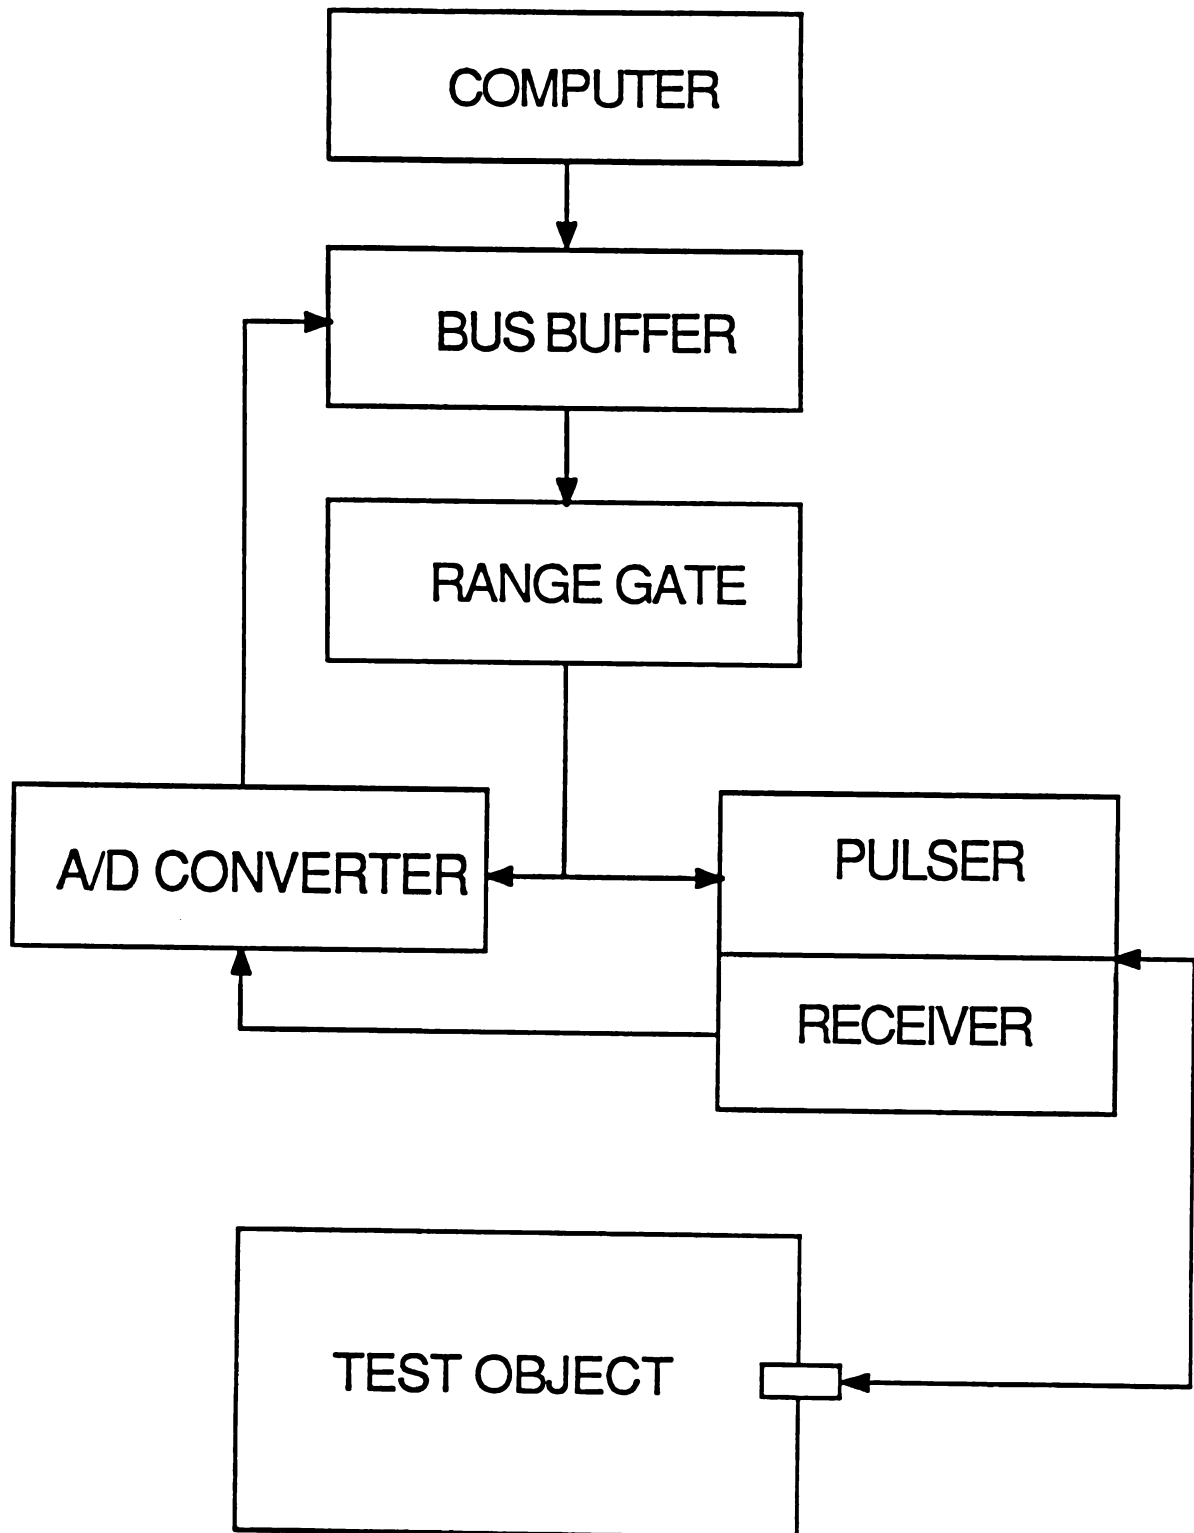 COMPUTER
BUS BUFFER
RANGE GATE
A/D CONVERTER
PULSER
RECEIVER
TEST OBJECT